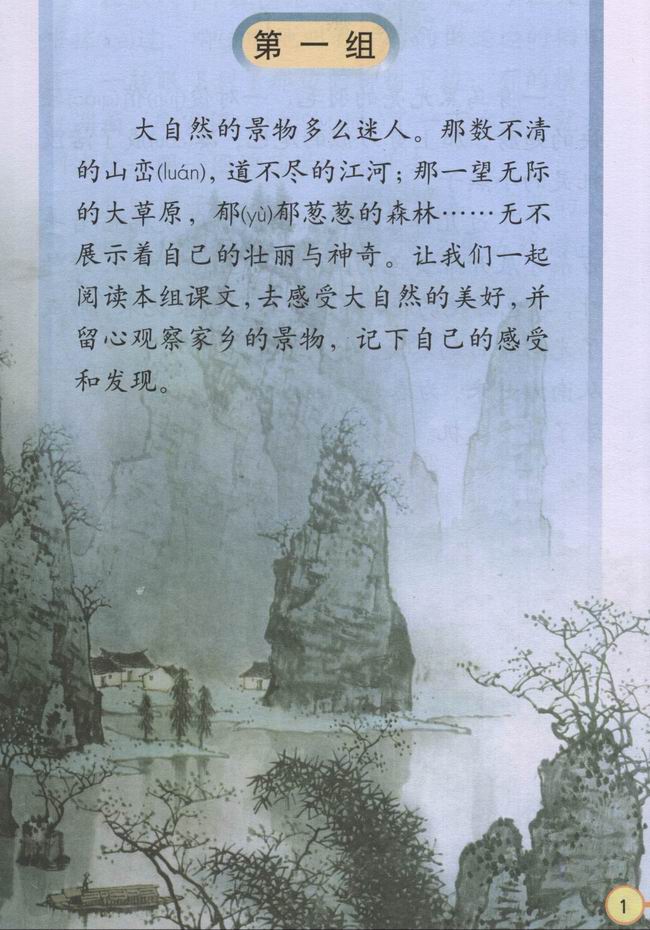 第一组
大自然的景物多么迷人。那数不清
的山峦(luán)，道不尽的江河；那一望无际
的大草原，郁(yù)郁葱葱的森林……无不
展示着自己的壮丽与神奇。让我们一起
阅读本组课文，去感受大自然的美好，并
留心观察家乡的景物，记下自己的感受
和发现。
1